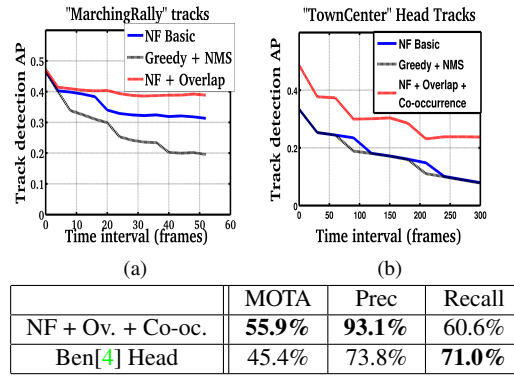 "MarchingRally" tracks
NF Basic
Greedy + NMS
NF + Overlap
Track detection AP
0.5
0.4
0.3
0.2
0.1
0
0 10 20 30 40 50 60
Time interval (frames)
(a)
"TownCenter" Head Tracks
NF Basic
Greedy + NMS
NF + Overlap +
Co-occurrence
Track detection AP
0.4
0.2
0
0 50 100 150 200 250 300
Time interval (frames)
(b)
MOTA Prec Recall
NF + Ov. + Co-oc. 55.9% 93.1% 60.6%
Ben[4] Head 45.4% 73.8% 71.0%